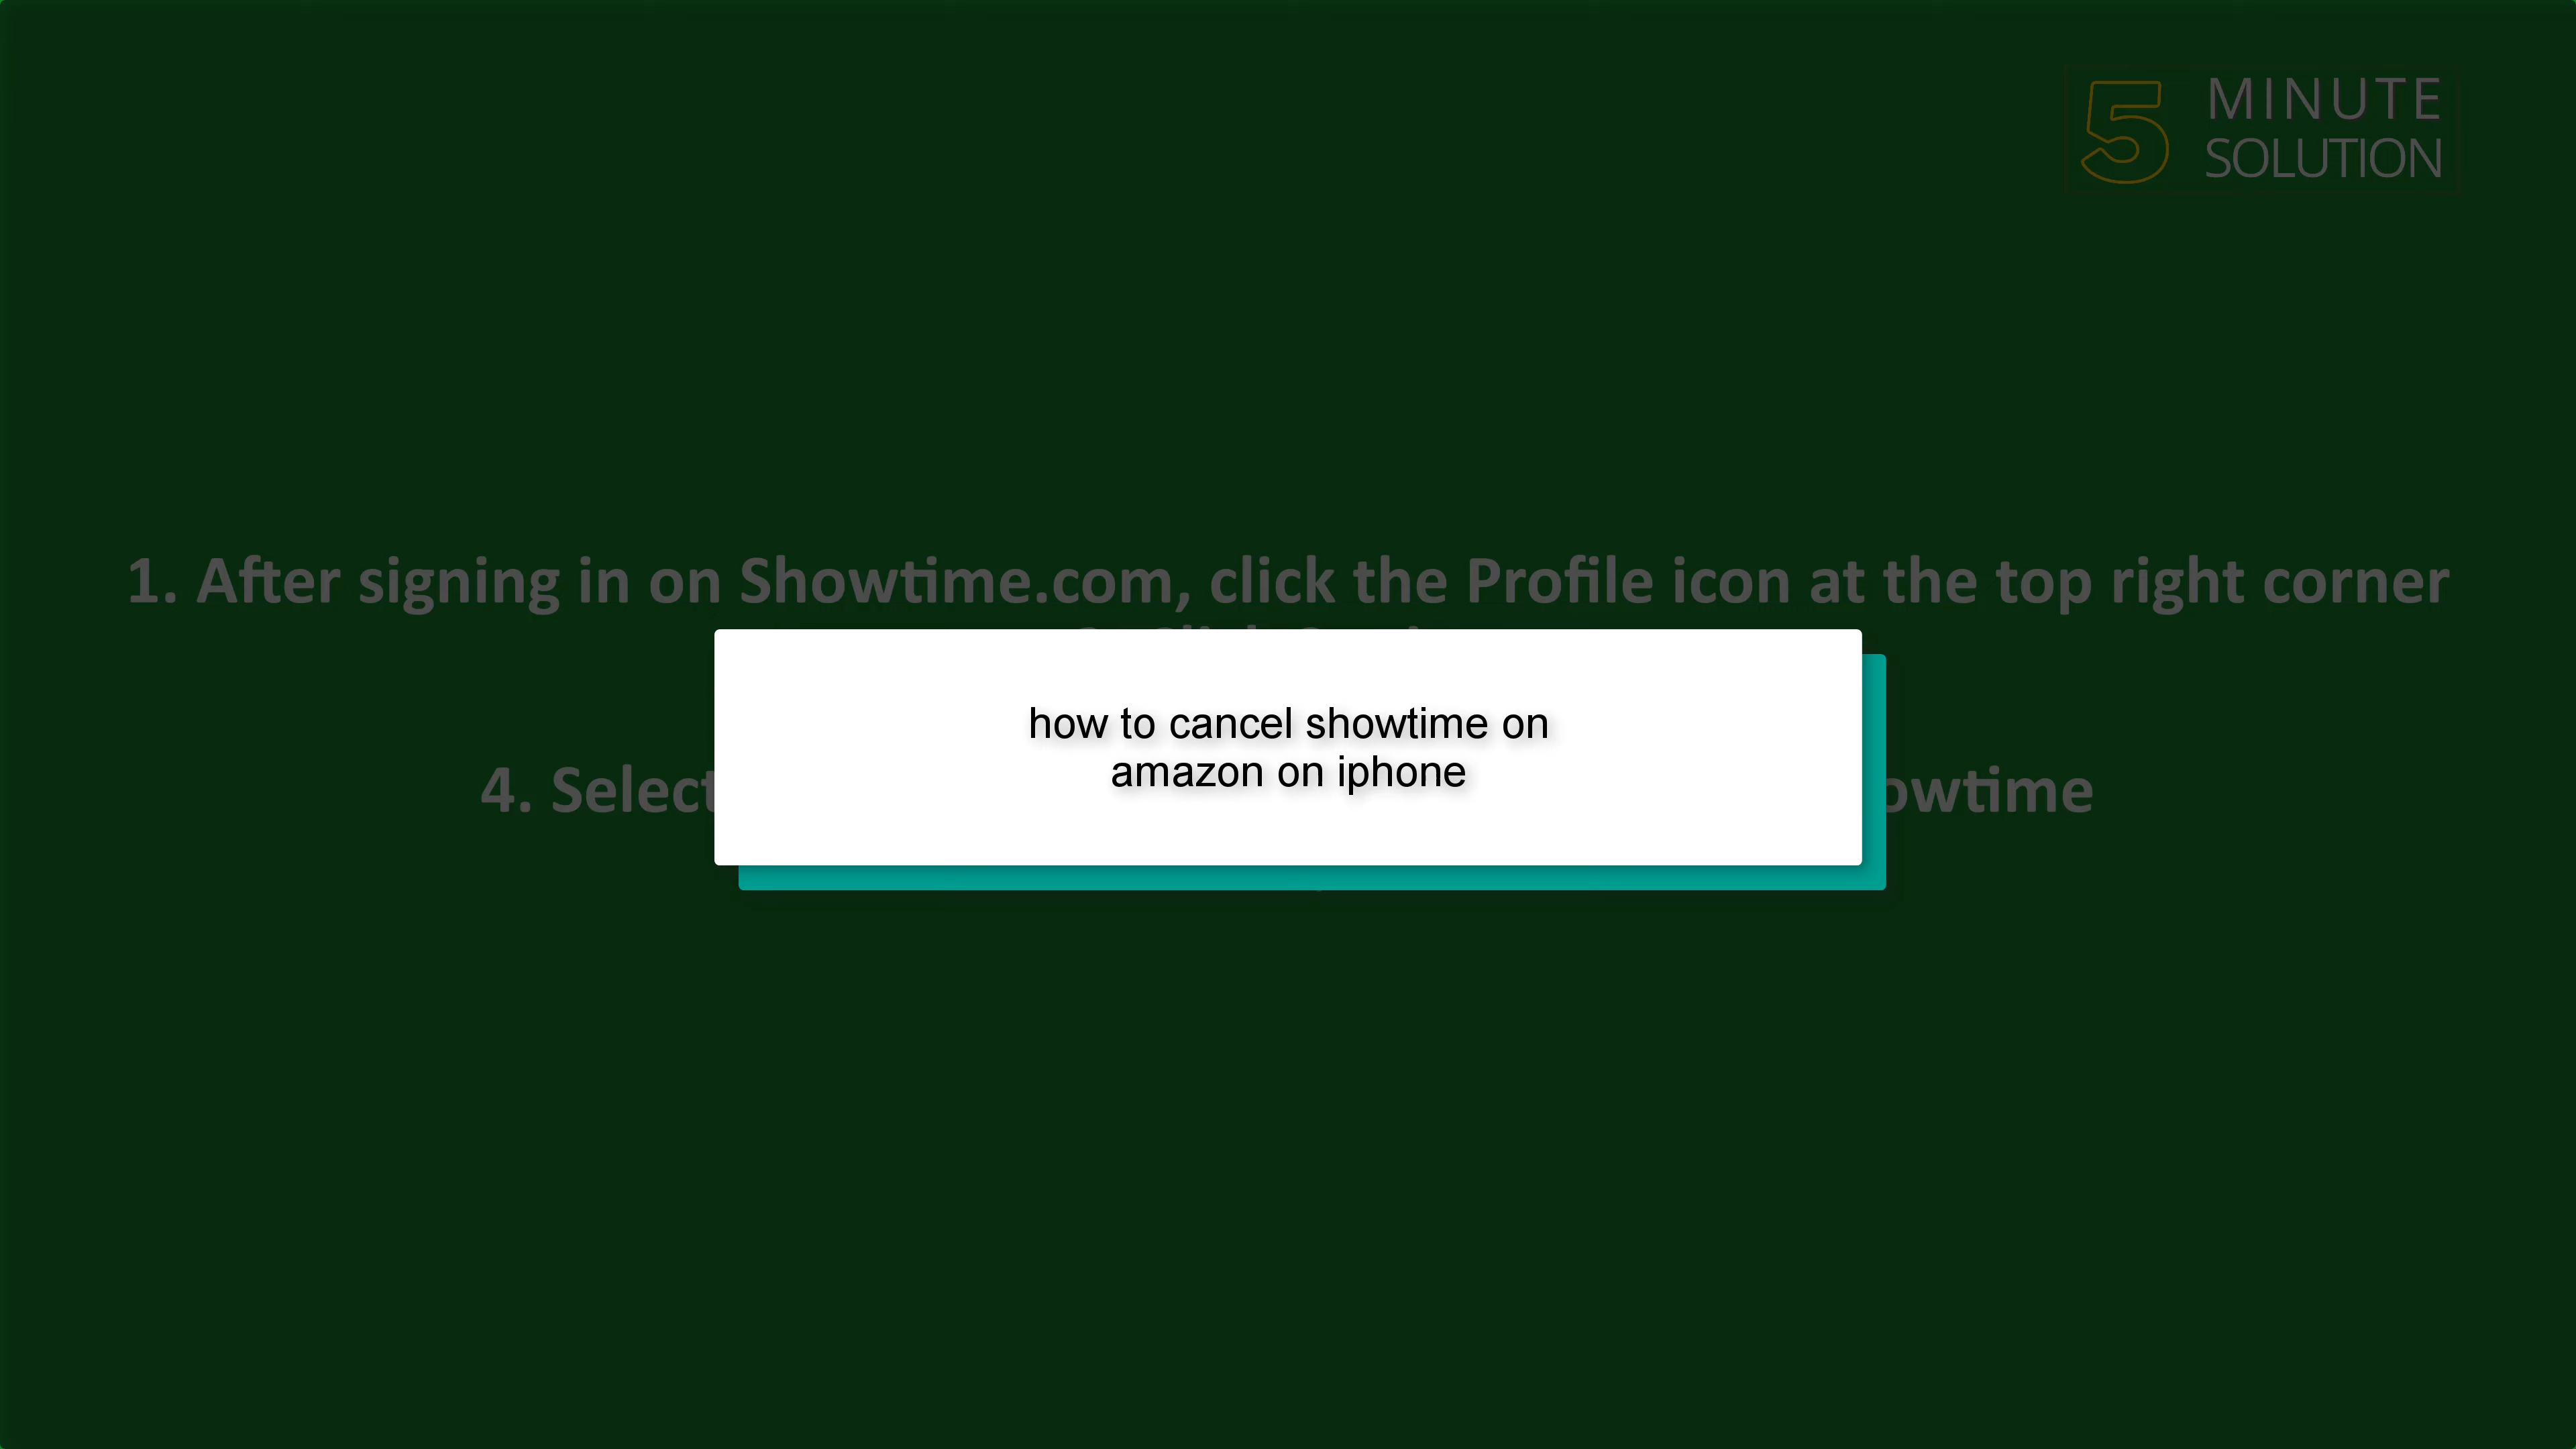 5 MINUTE
SOLUTION
1. After signing in on Showtime.com, click the Profile icon at the top right corner
how to cancel showtime on
amazon on iphone
4. Select owtime